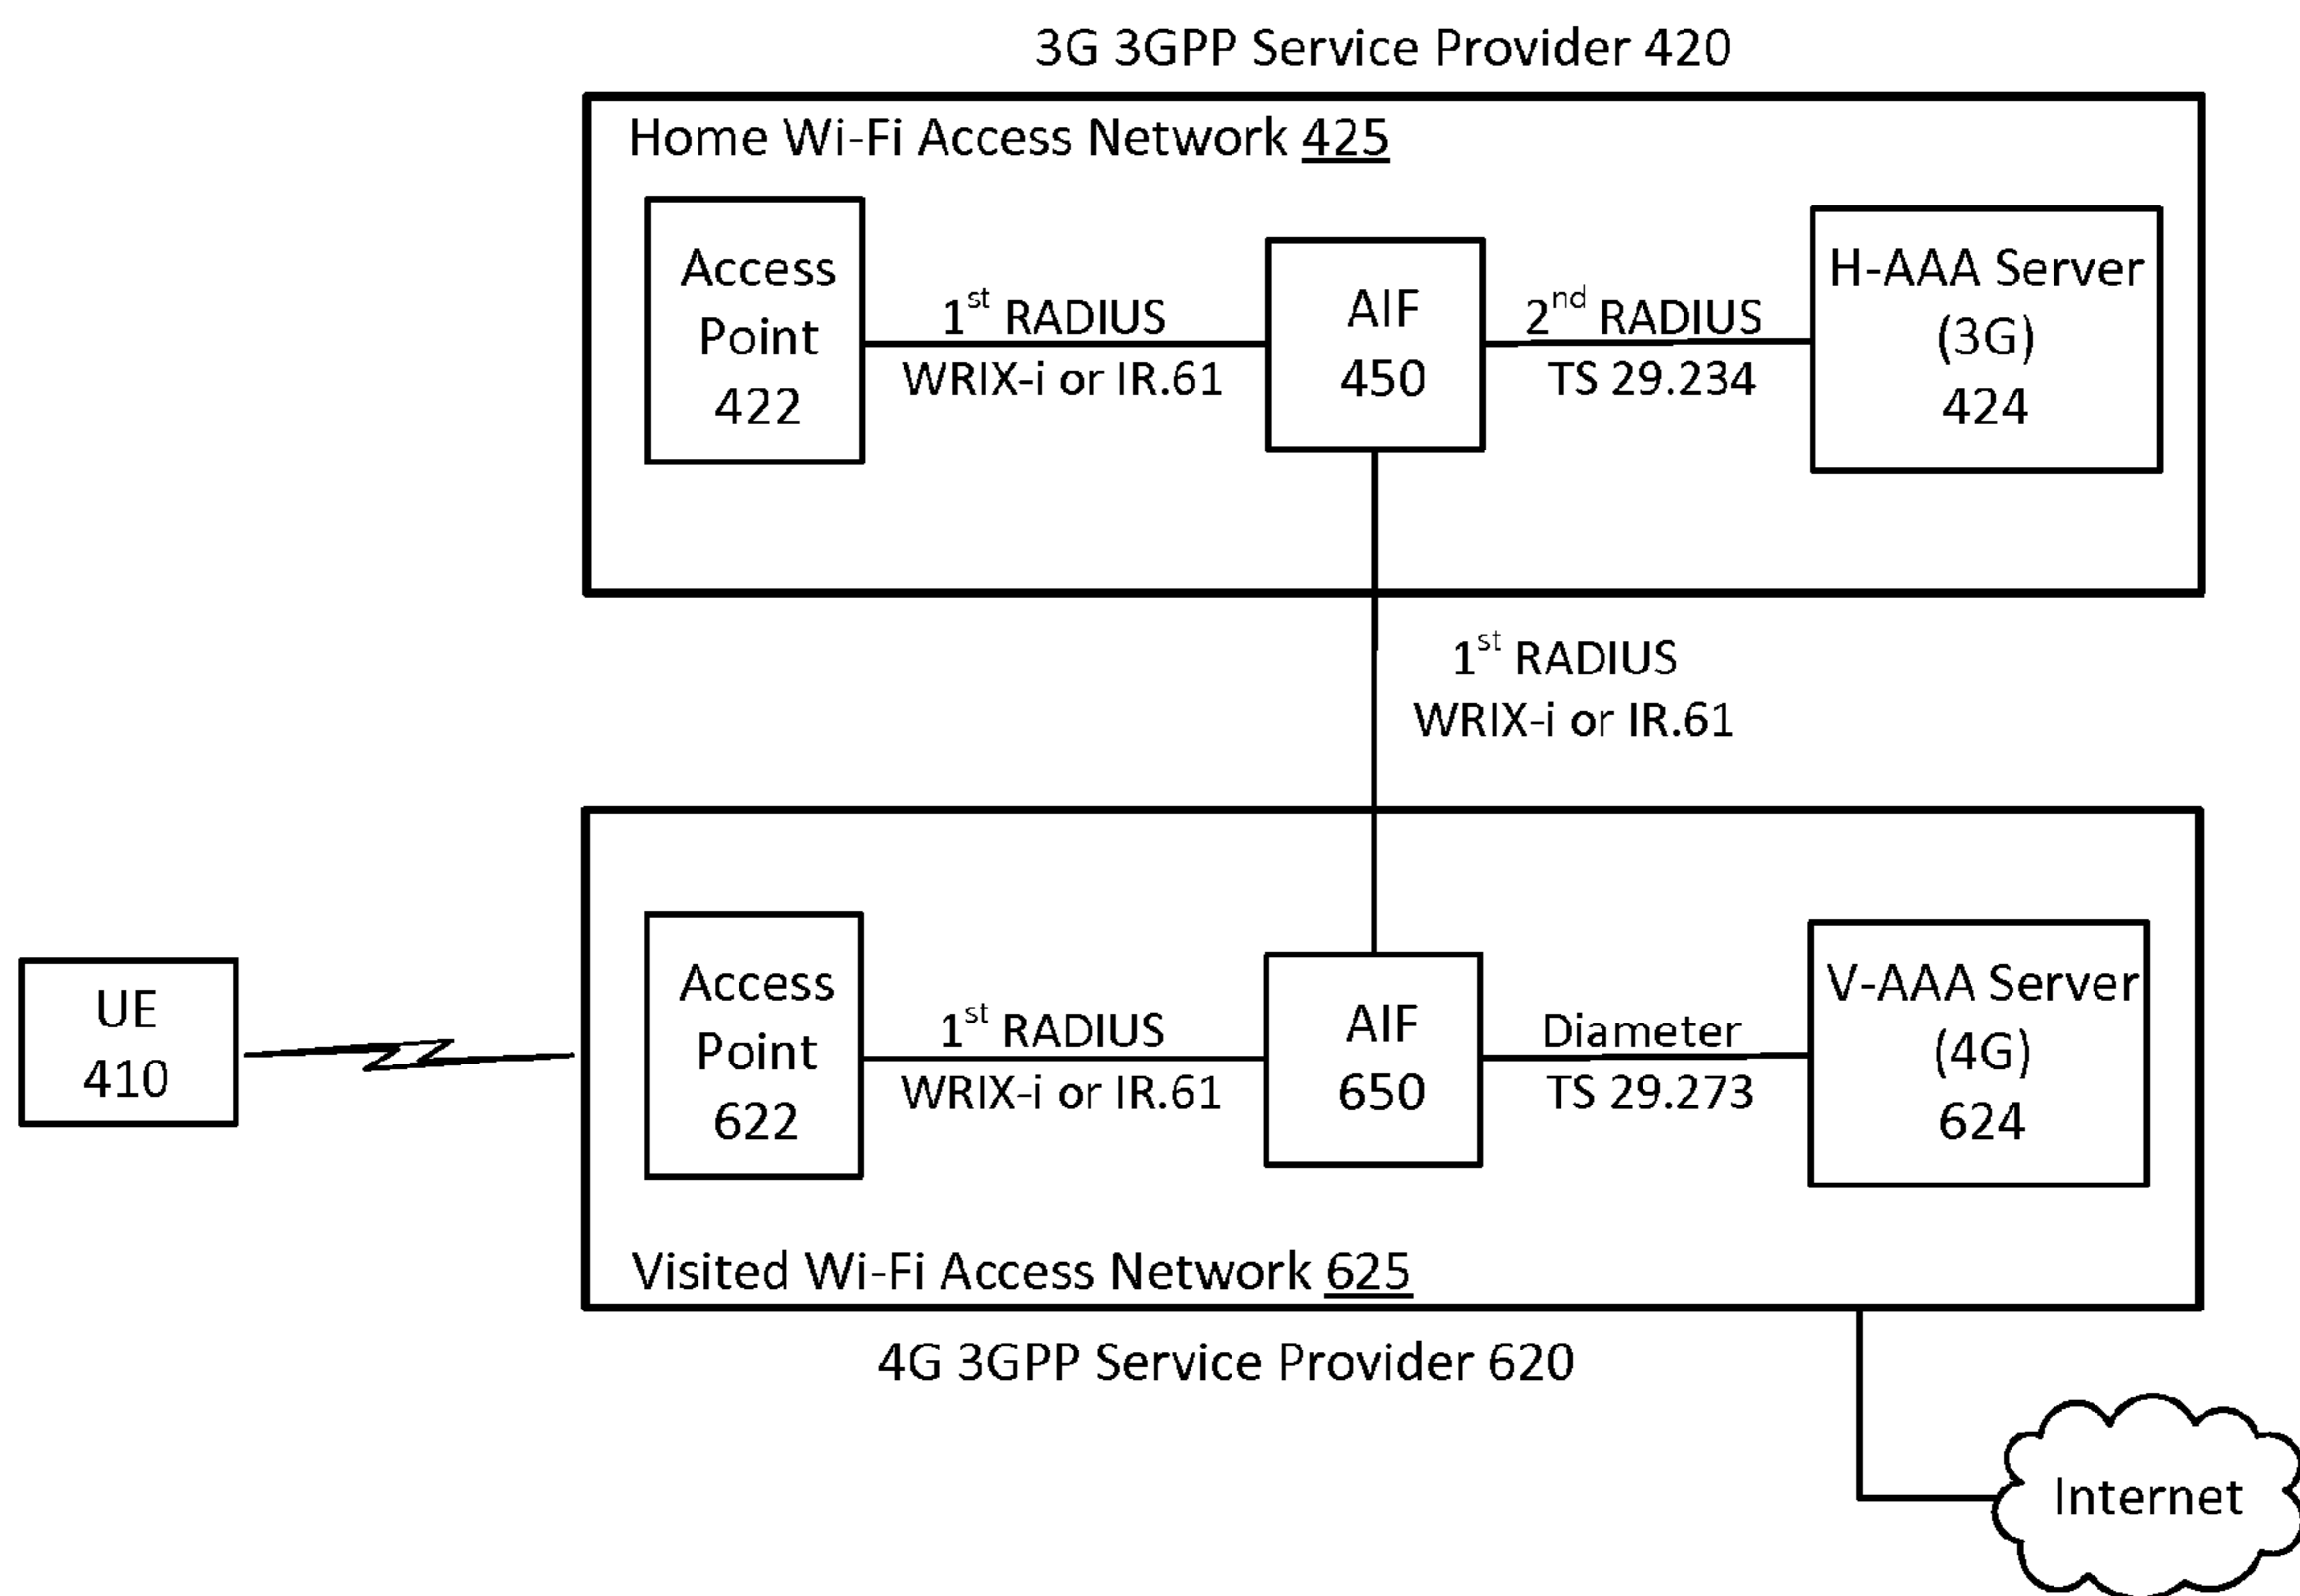 3G 3GPP Service Provider 420
Home Wi-Fi Access Network 425
Access
Point
422
1st RADIUS
WRIX-i or IR.61
AIF
450
2nd RADIUS
TS 29.234
H-AAA Server
(3G)
424
1st RADIUS
WRIX-i or IR.61
UE
410
Access
Point
622
1st RADIUS
WRIX-i or IR.61
AIF
650
Diameter
TS 29.273
V-AAA Server
(4G)
624
Visited Wi-Fi Access Network 625
4G 3GPP Service Provider 620
Internet